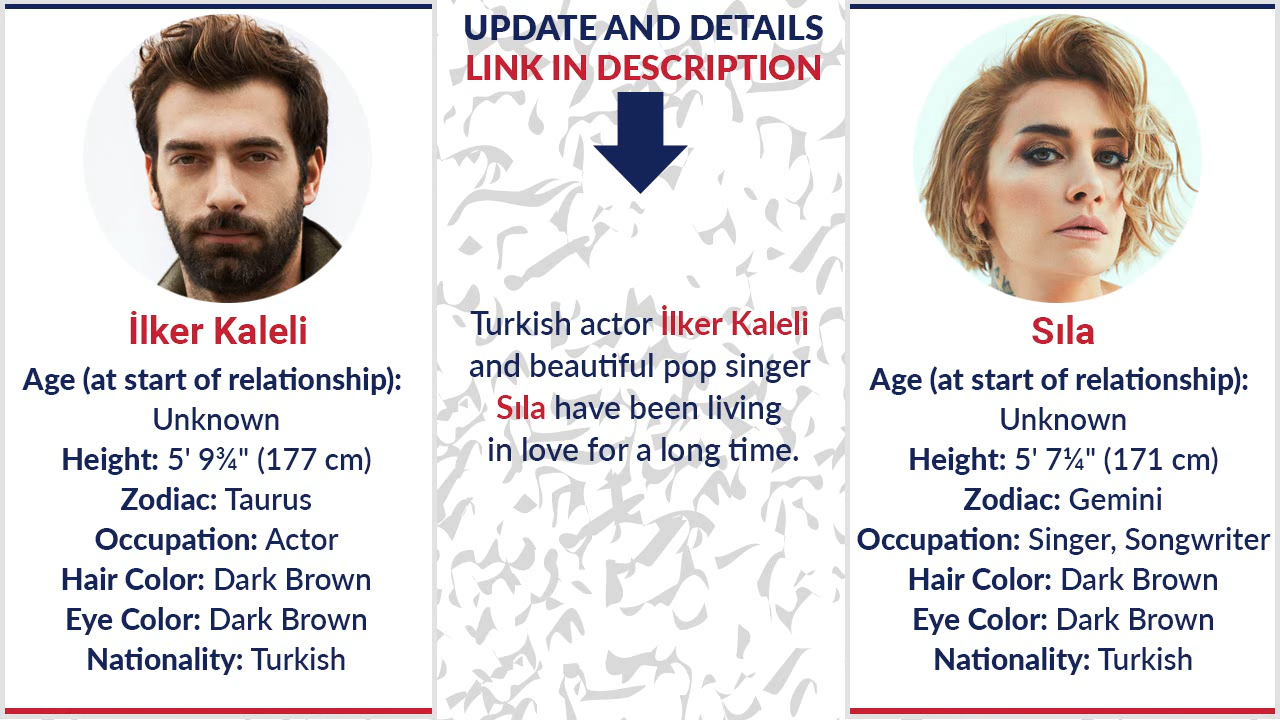 İlker Kaleli
Age (at start of relationship):
Unknown
Height: 5' 9¾" (177 cm)
Zodiac: Taurus
Occupation: Actor
Hair Color: Dark Brown
Eye Color: Dark Brown
Nationality: Turkish
UPDATE AND DETAILS
LINK IN DESCRIPTION
Turkish actor İlker Kaleli
and beautiful pop singer
Sıla have been living
in love for a long time.
Sıla
Age (at start of relationship):
Unknown
Height: 5' 7¼" (171 cm)
Zodiac: Gemini
Occupation: Singer, Songwriter
Hair Color: Dark Brown
Eye Color: Dark Brown
Nationality: Turkish